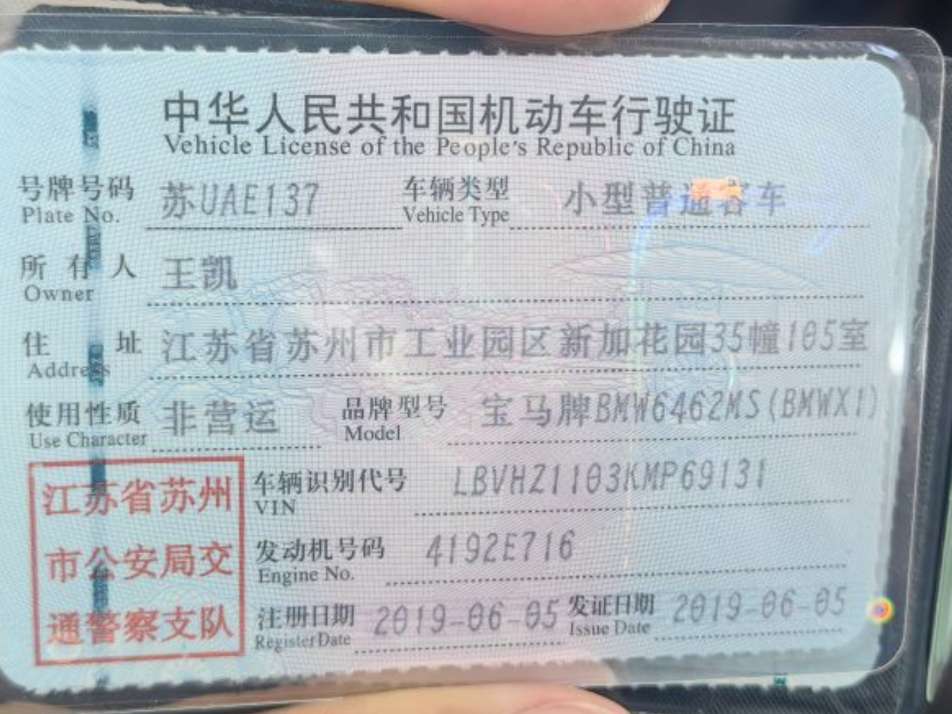 中华人民共和国机动车行驶证
Vehicle License of the People's Republic of China
号牌号码 苏UAE137 车辆类型 小型普通客车
Plate No. Vehicle Type
所有人 王凯
Owner
住址 江苏省苏州市工业园区新加花园35幢105室
Address
使用性质 非营运 品牌型号 宝马牌BMW6462MS(BMWX1)
Use Character Model
江苏省苏州 车辆识别代号 LBVHZ1103KMP69131
VIN
市公安局交 发动机号码 4192E716
Engine No.
通警察支队 注册日期 2019-06-05 发证日期 2019-06-05
Register Date Issue Date